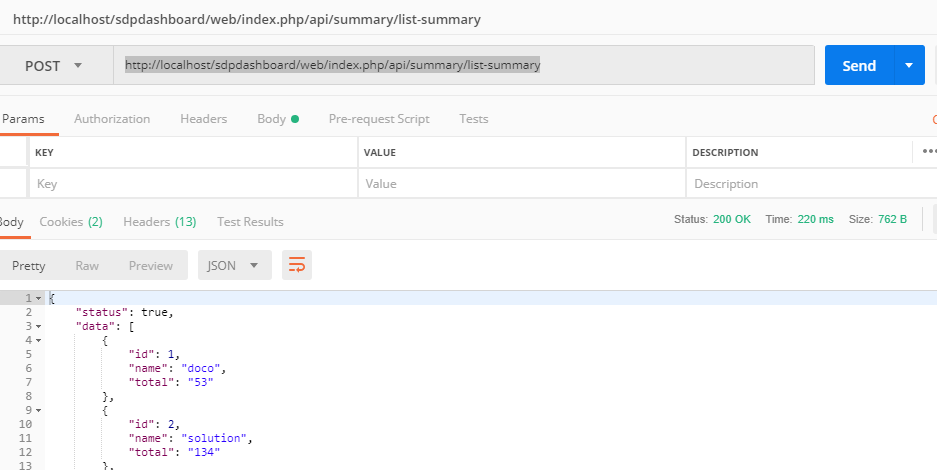 http://localhost/sdpdashboard/web/index.php/api/summary/list-summary
POST http://localhost/sdpdashboard/web/index.php/api/summary/list-summary Send
Params Authorization Headers Body Pre-request Script Tests
KEY VALUE DESCRIPTION
Key Value Description
Body Cookies (2) Headers (13) Test Results Status: 200 OK Time: 220 ms Size: 762 B
Pretty Raw Preview JSON
1 {
2 "status": true,
3 "data": [
4 {
5 "id": 1,
6 "name": "doco",
7 "total": "53"
8 },
9 {
10 "id": 2,
11 "name": "solution",
12 "total": "134"
13 },